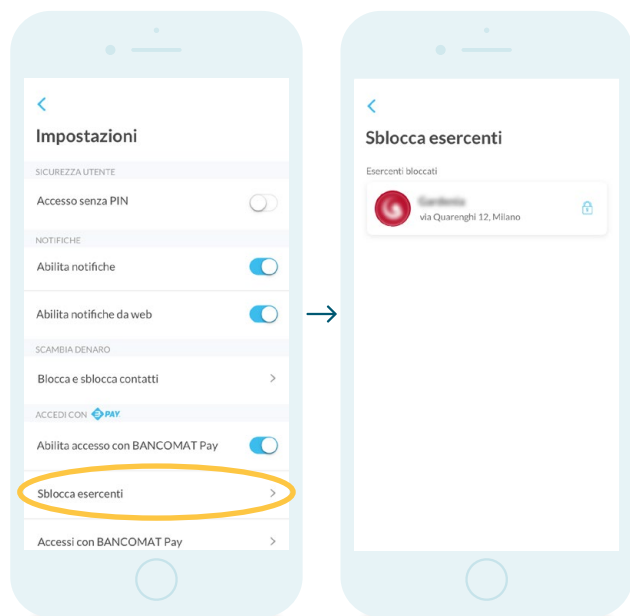 Impostazioni
SICUREZZA UTENTE
Accesso senza PIN
NOTIFICHE
Abilita notifiche
Abilita notifiche da web
SCAMBIA DENARO
Blocca e sblocca contatti
ACCEDI CON PAY
Abilita accesso con BANCOMAT Pay
Sblocca esercenti
Accessi con BANCOMAT Pay
Sblocca esercenti
Esercenti bloccati
via Quarenghi 12, Milano